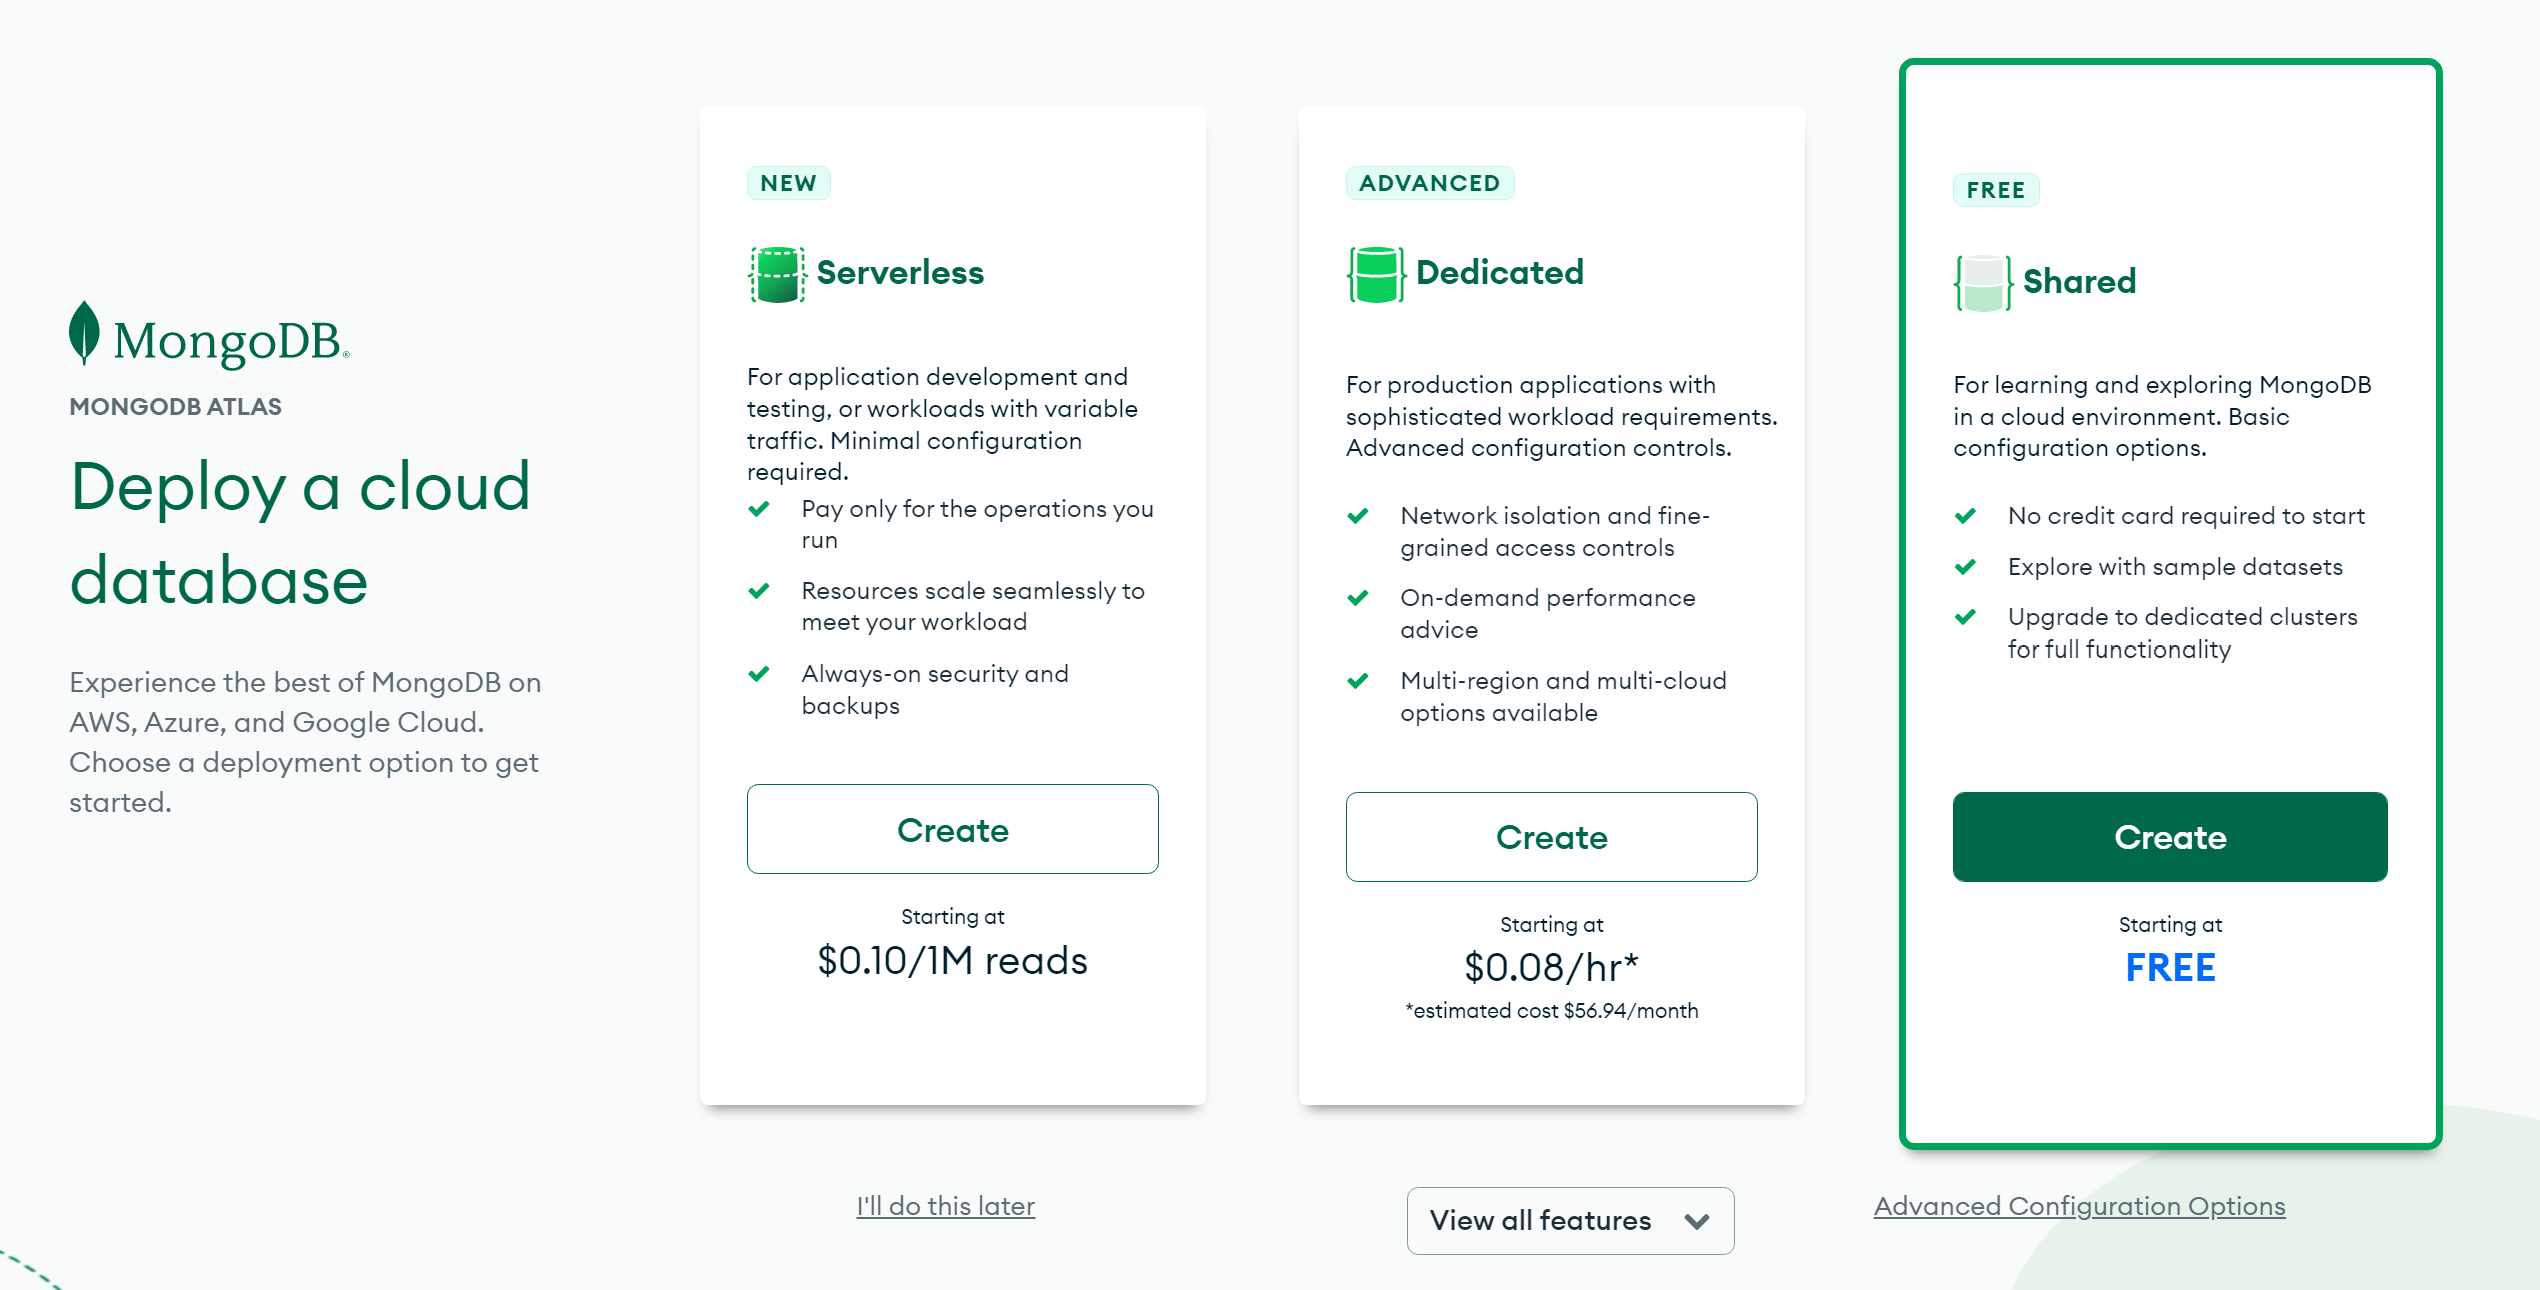 MongoDB®
MONGODB ATLAS
Deploy a cloud
database
Experience the best of MongoDB on
AWS, Azure, and Google Cloud.
Choose a deployment option to get
started.
NEW
Serverless
For application development and
testing, or workloads with variable
traffic. Minimal configuration
required.
Pay only for the operations you
run
Resources scale seamlessly to
meet your workload
Always-on security and
backups
Create
Starting at
$0.10/1M reads
ADVANCED
Dedicated
For production applications with
sophisticated workload requirements.
Advanced configuration controls.
Network isolation and fine-
grained access controls
On-demand performance
advice
Multi-region and multi-cloud
options available
Create
Starting at
$0.08/hr*
*estimated cost $56.94/month
FREE
Shared
For learning and exploring MongoDB
in a cloud environment. Basic
configuration options.
No credit card required to start
Explore with sample datasets
Upgrade to dedicated clusters
for full functionality
Create
Starting at
FREE
I'll do this later
View all features
Advanced Configuration Options